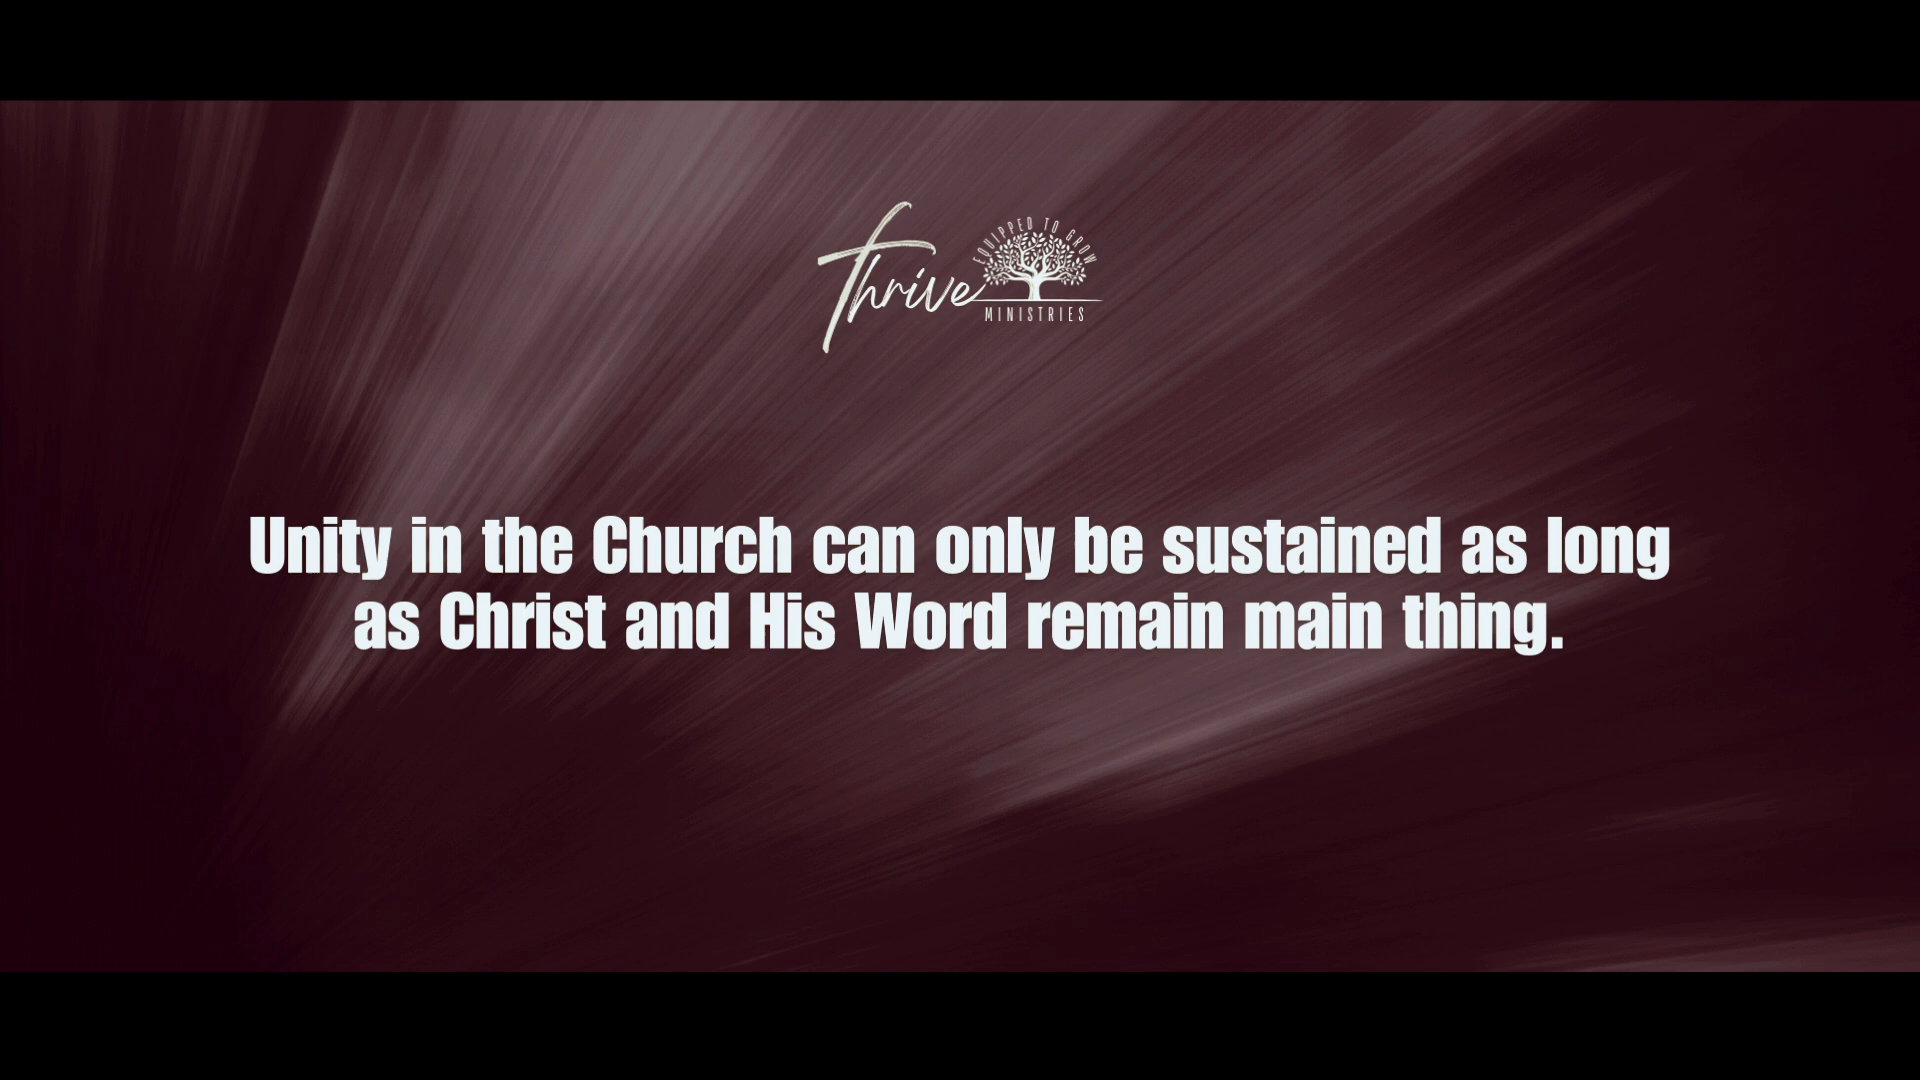 Thrive
EQUIPPED TO GROW
MINISTRIES
Unity in the Church can only be sustained as long
as Christ and His Word remain main thing.